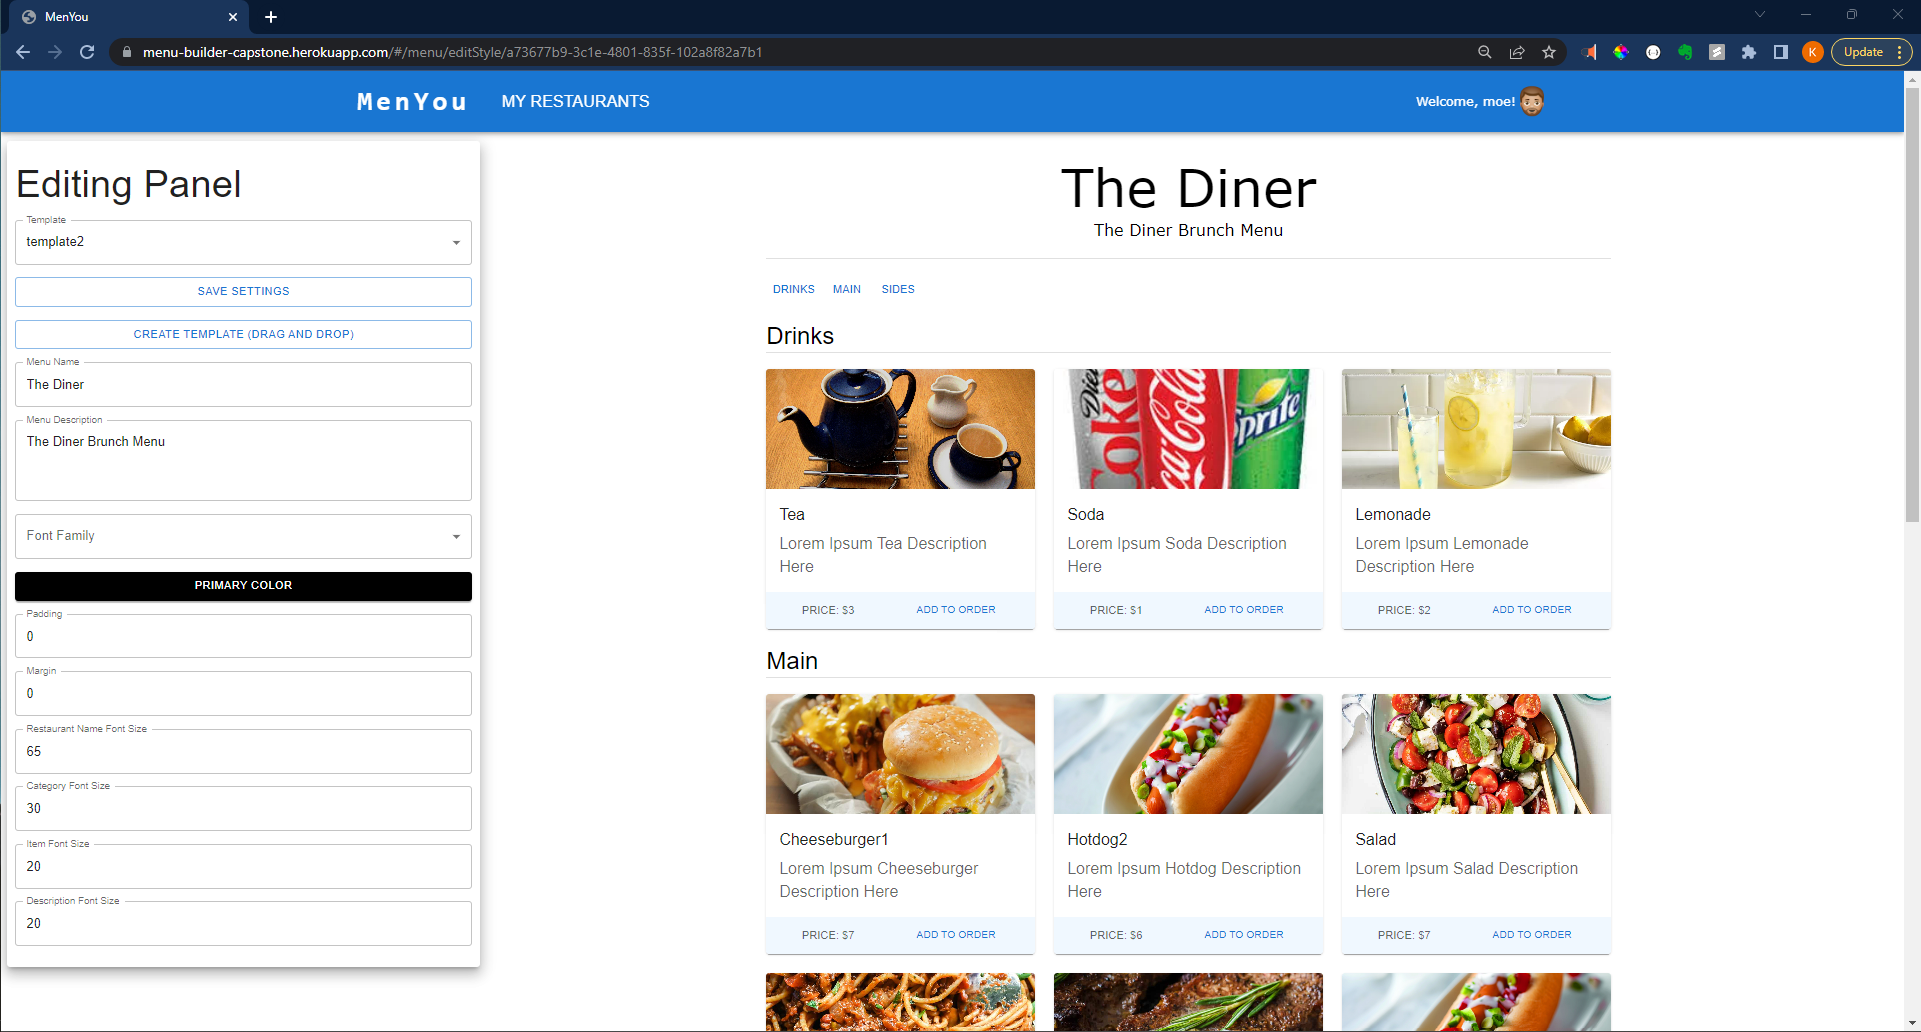 MenYou
menu-builder-capstone.herokuapp.com/#/menu/editStyle/a73677b9-3c1e-4801-835f-102a8f82a7b1
K
Update
MenYou
MY RESTAURANTS
Welcome, moe!
Editing Panel
Template
template2
SAVE SETTINGS
CREATE TEMPLATE (DRAG AND DROP)
Menu Name
The Diner
Menu Description
The Diner Brunch Menu
Font Family
PRIMARY COLOR
Padding
0
Margin
0
Restaurant Name Font Size
65
Category Font Size
30
Item Font Size
20
Description Font Size
20
The Diner
The Diner Brunch Menu
DRINKS MAIN SIDES
Drinks
Diet Coke
Coca-Cola
Sprite
Tea
Lorem Ipsum Tea Description
Here
PRICE: $3 ADD TO ORDER
Soda
Lorem Ipsum Soda Description
Here
PRICE: $1 ADD TO ORDER
Lemonade
Lorem Ipsum Lemonade
Description Here
PRICE: $2 ADD TO ORDER
Main
Cheeseburger1
Lorem Ipsum Cheeseburger
Description Here
PRICE: $7 ADD TO ORDER
Hotdog2
Lorem Ipsum Hotdog Description
Here
PRICE: $6 ADD TO ORDER
Salad
Lorem Ipsum Salad Description
Here
PRICE: $7 ADD TO ORDER